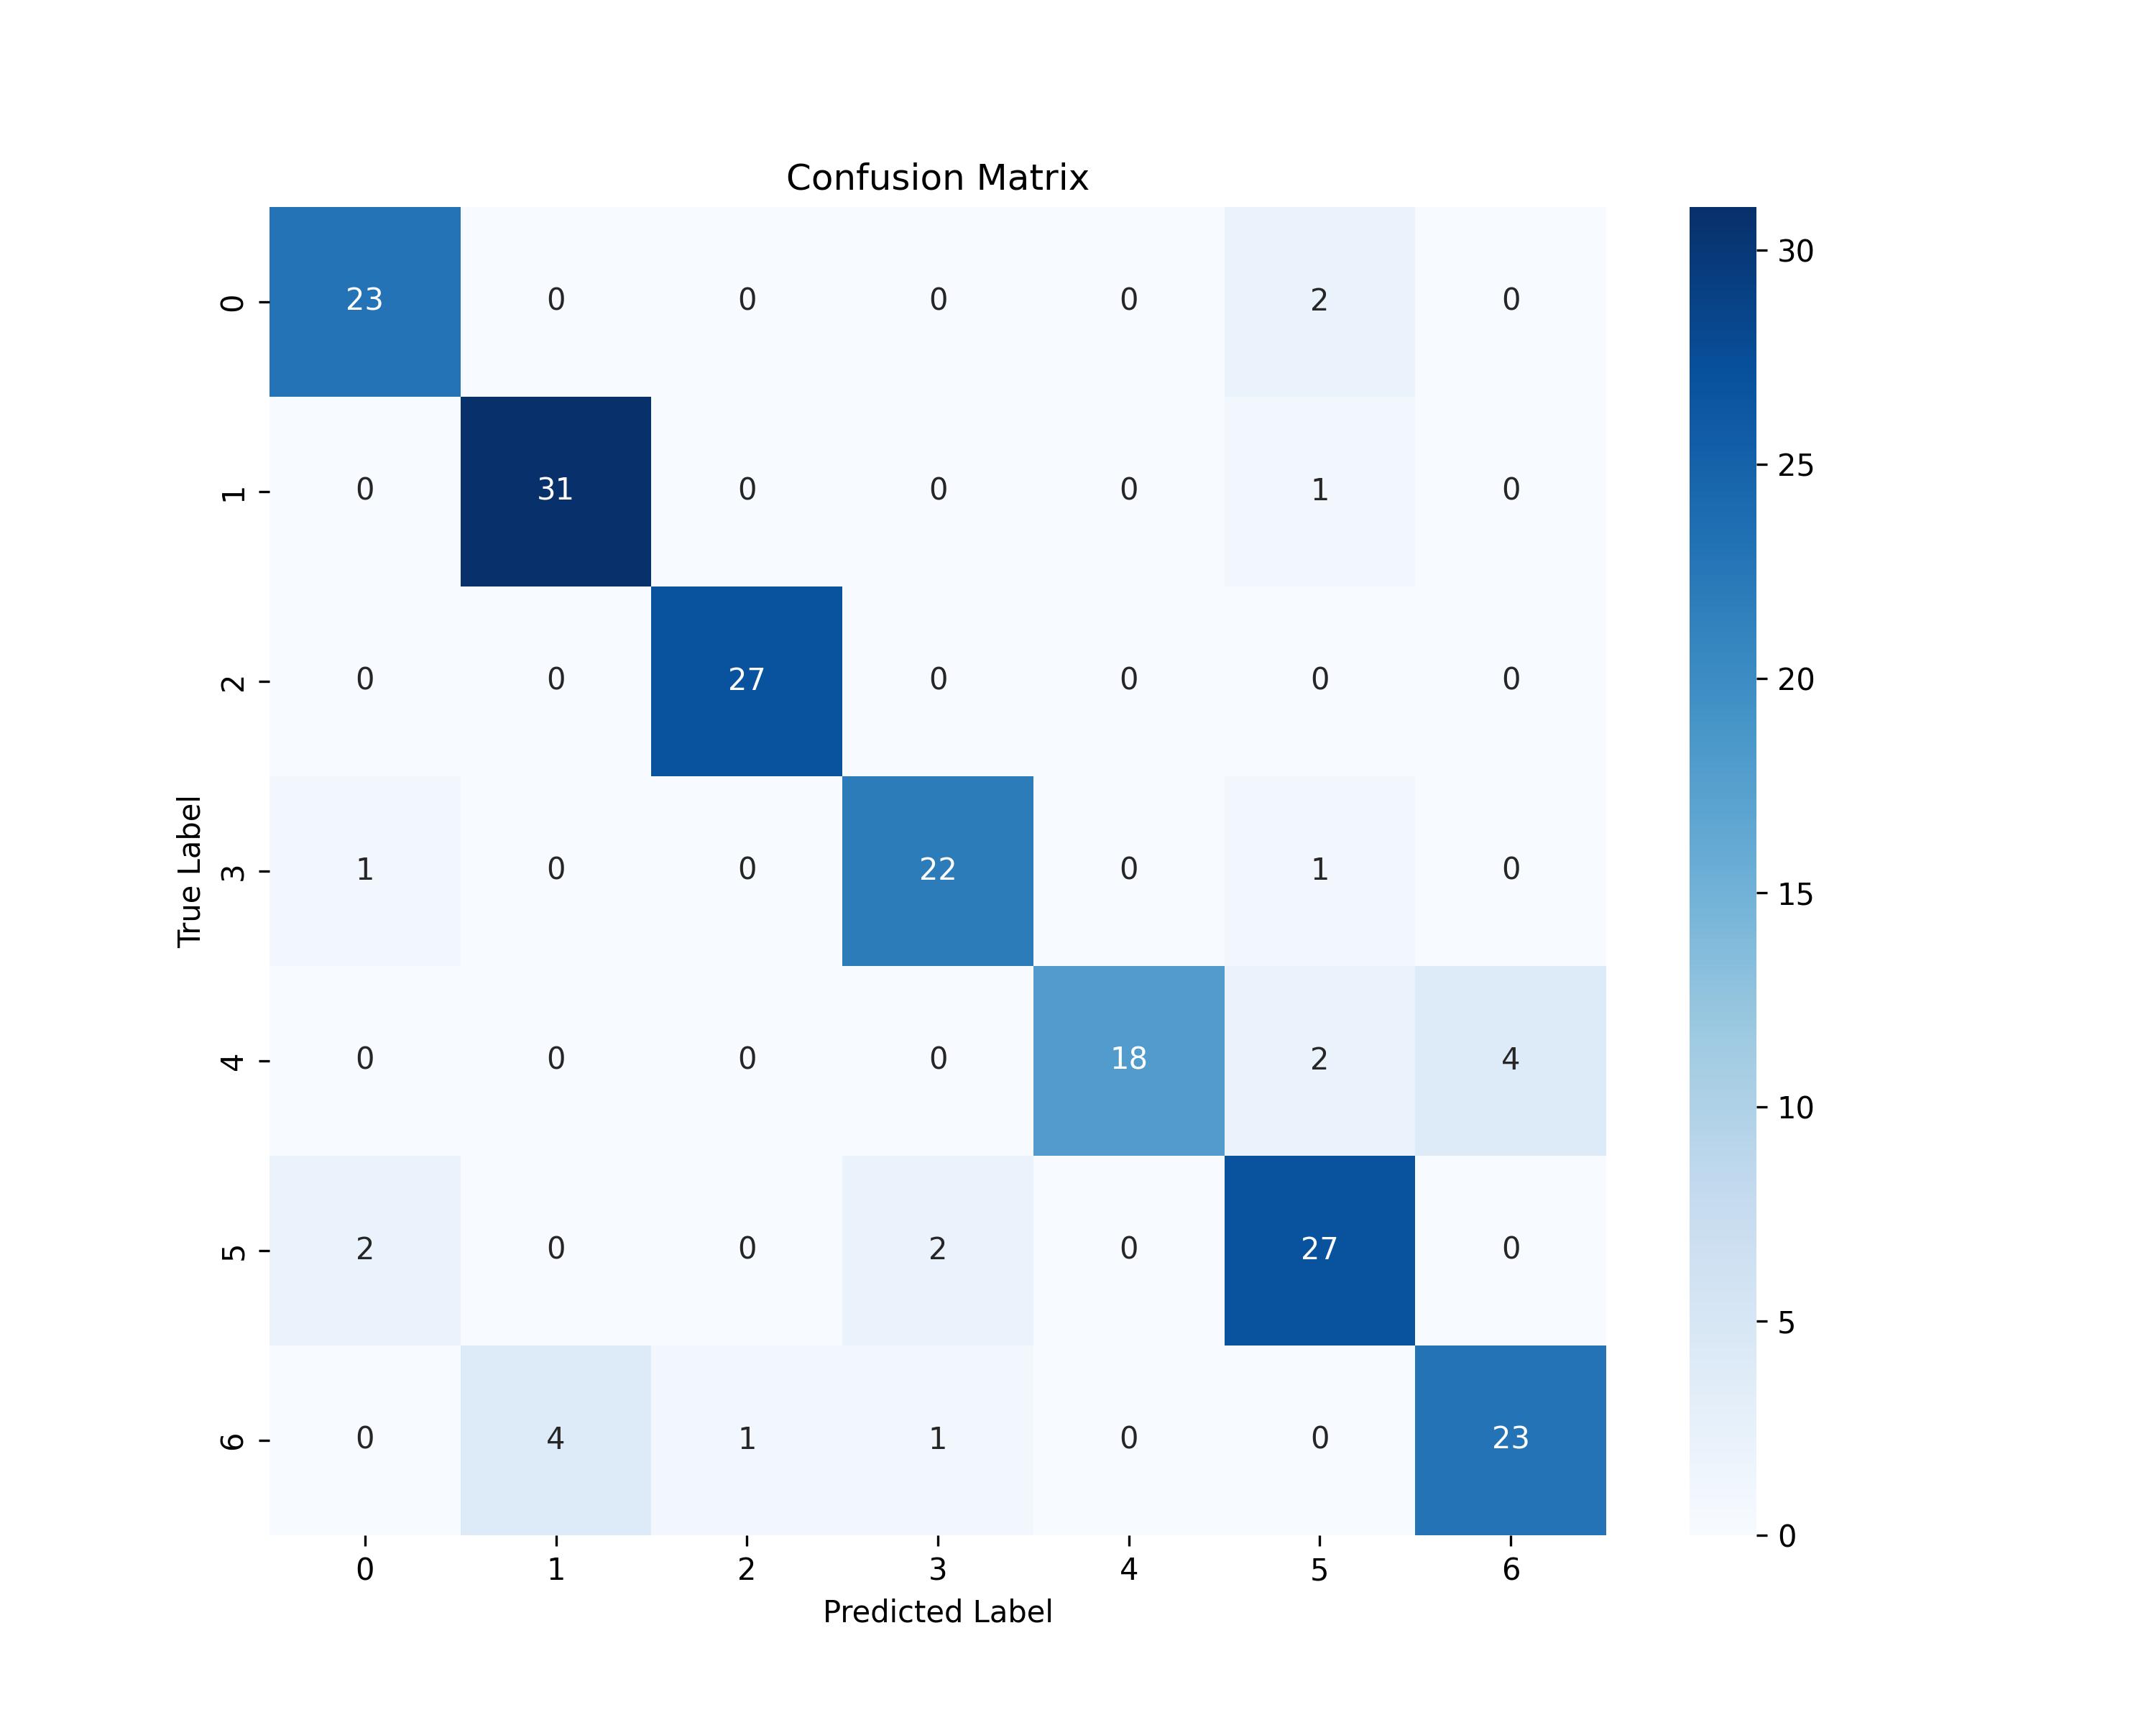 Confusion Matrix
0 23 0 0 0 0 2 0
1 0 31 0 0 0 1 0
2 0 0 27 0 0 0 0
3 1 0 0 22 0 1 0
4 0 0 0 0 18 2 4
5 2 0 0 2 0 27 0
6 0 4 1 1 0 0 23
0 1 2 3 4 5 6
True Label
Predicted Label
30
25
20
15
10
5
0